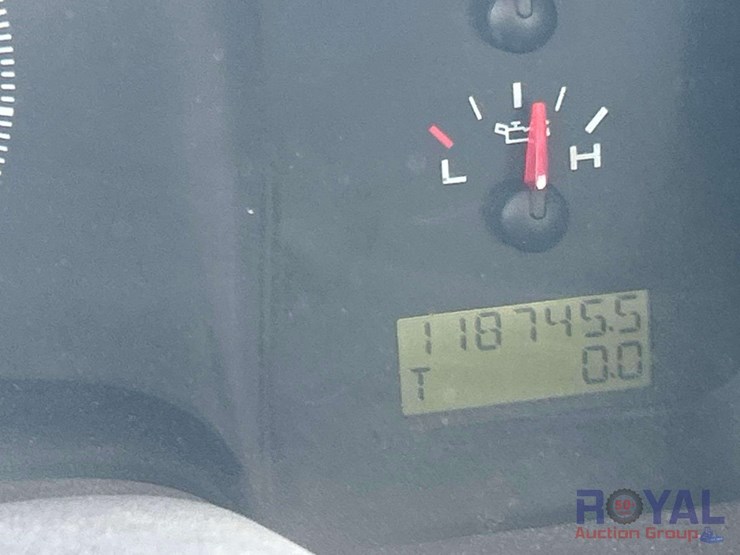 L H
118745.5
T 0.0
ROYAL
Auction Group